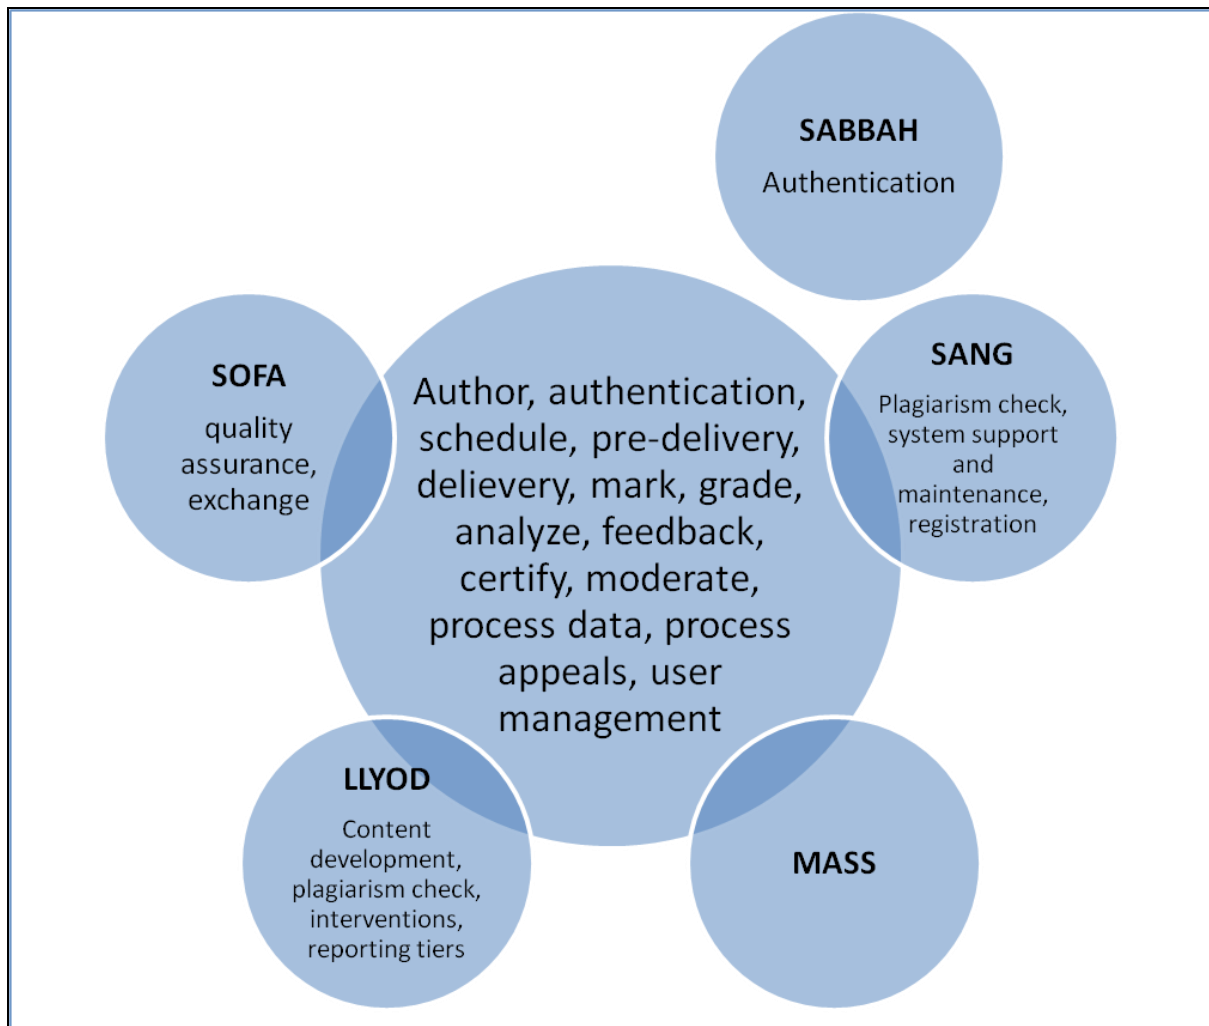 SABBAH
Authentication
SOFA
quality
assurance,
exchange
Author, authentication,
schedule, pre-delivery,
delievery, mark, grade,
analyze, feedback,
certify, moderate,
process data, process
appeals, user
management
SANG
Plagiarism check,
system support
and
maintenance,
registration
LLYOD
Content
development,
plagiarism check,
interventions,
reporting tiers
MASS